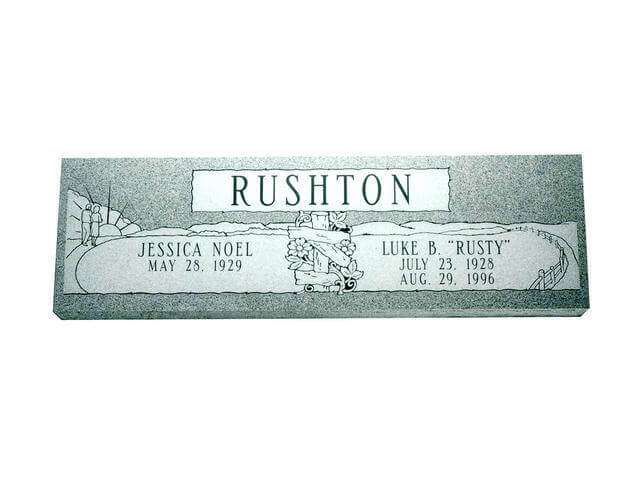 RUSHTON
JESSICA NOEL
MAY 28, 1929
LUKE B. "RUSTY"
JULY 23, 1928
AUG. 29, 1996